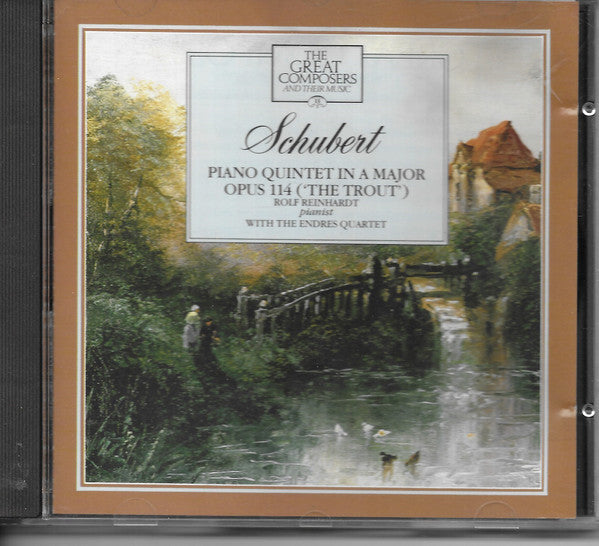 THE
GREAT
COMPOSERS
AND THEIR MUSIC
Schubert
PIANO QUINTET IN A MAJOR
OPUS 114 (‘THE TROUT’)
ROLF REINHARDT
pianist
WITH THE ENDRES QUARTET